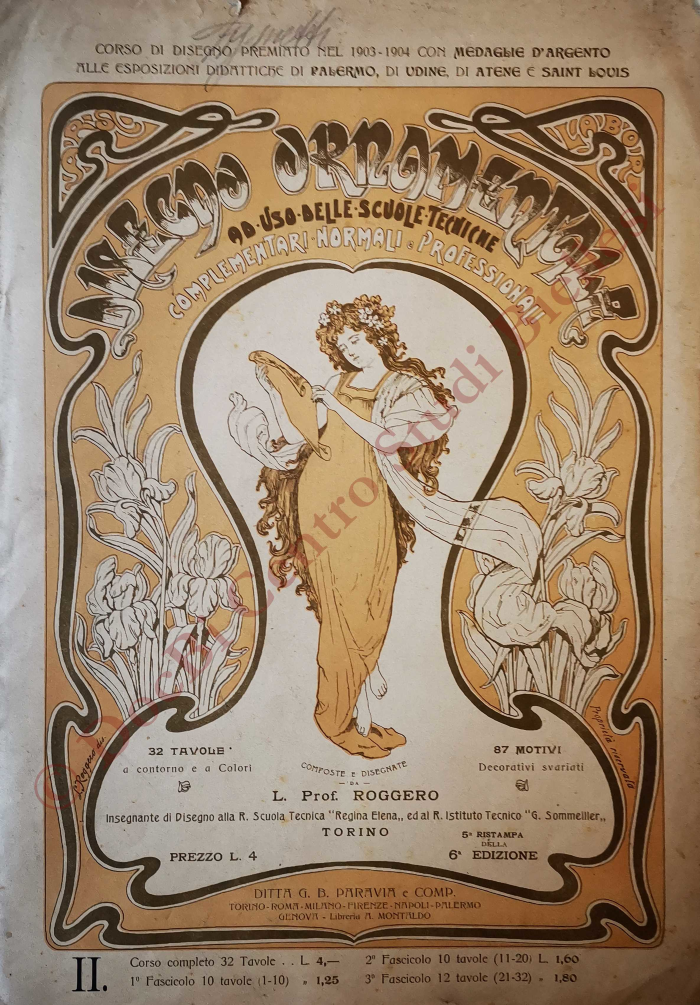 CORSO DI DISEGNO PREMIATO NEL 1903-1904 CON MEDAGLIE D'ARGENTO
ALLE ESPOSIZIONI DIDATTICHE DI PALERMO, DI UDINE, DI ATENE E SAINT LOUIS
LABOR
DISEGNO ORNAMENTALE
AD·USO·DELLE·SCUOLE·TECNICHE
COMPLEMENTARI·NORMALI e PROFESSIONALI
32 TAVOLE
a contorno e a Colori
87 MOTIVI
Decorativi svariati
COMPOSTE E DISEGNATE
— DA —
L. Prof. ROGGERO
Insegnante di Disegno alla R. Scuola Tecnica "Regina Elena,, ed al R. Istituto Tecnico "G. Sommeiller,,
TORINO
PREZZO L. 4
5ª RISTAMPA
DELLA
6ª EDIZIONE
Proprietà riservata
DITTA G. B. PARAVIA e COMP.
TORINO-ROMA-MILANO-FIRENZE-NAPOLI-PALERMO
GENOVA - Libreria A. MONTALDO
II.
Corso completo 32 Tavole . . L. 4,—
1º Fascicolo 10 tavole (1-10) „ 1,25
2º Fascicolo 10 tavole (11-20) L. 1,60
3º Fascicolo 12 tavole (21-32) „ 1,80